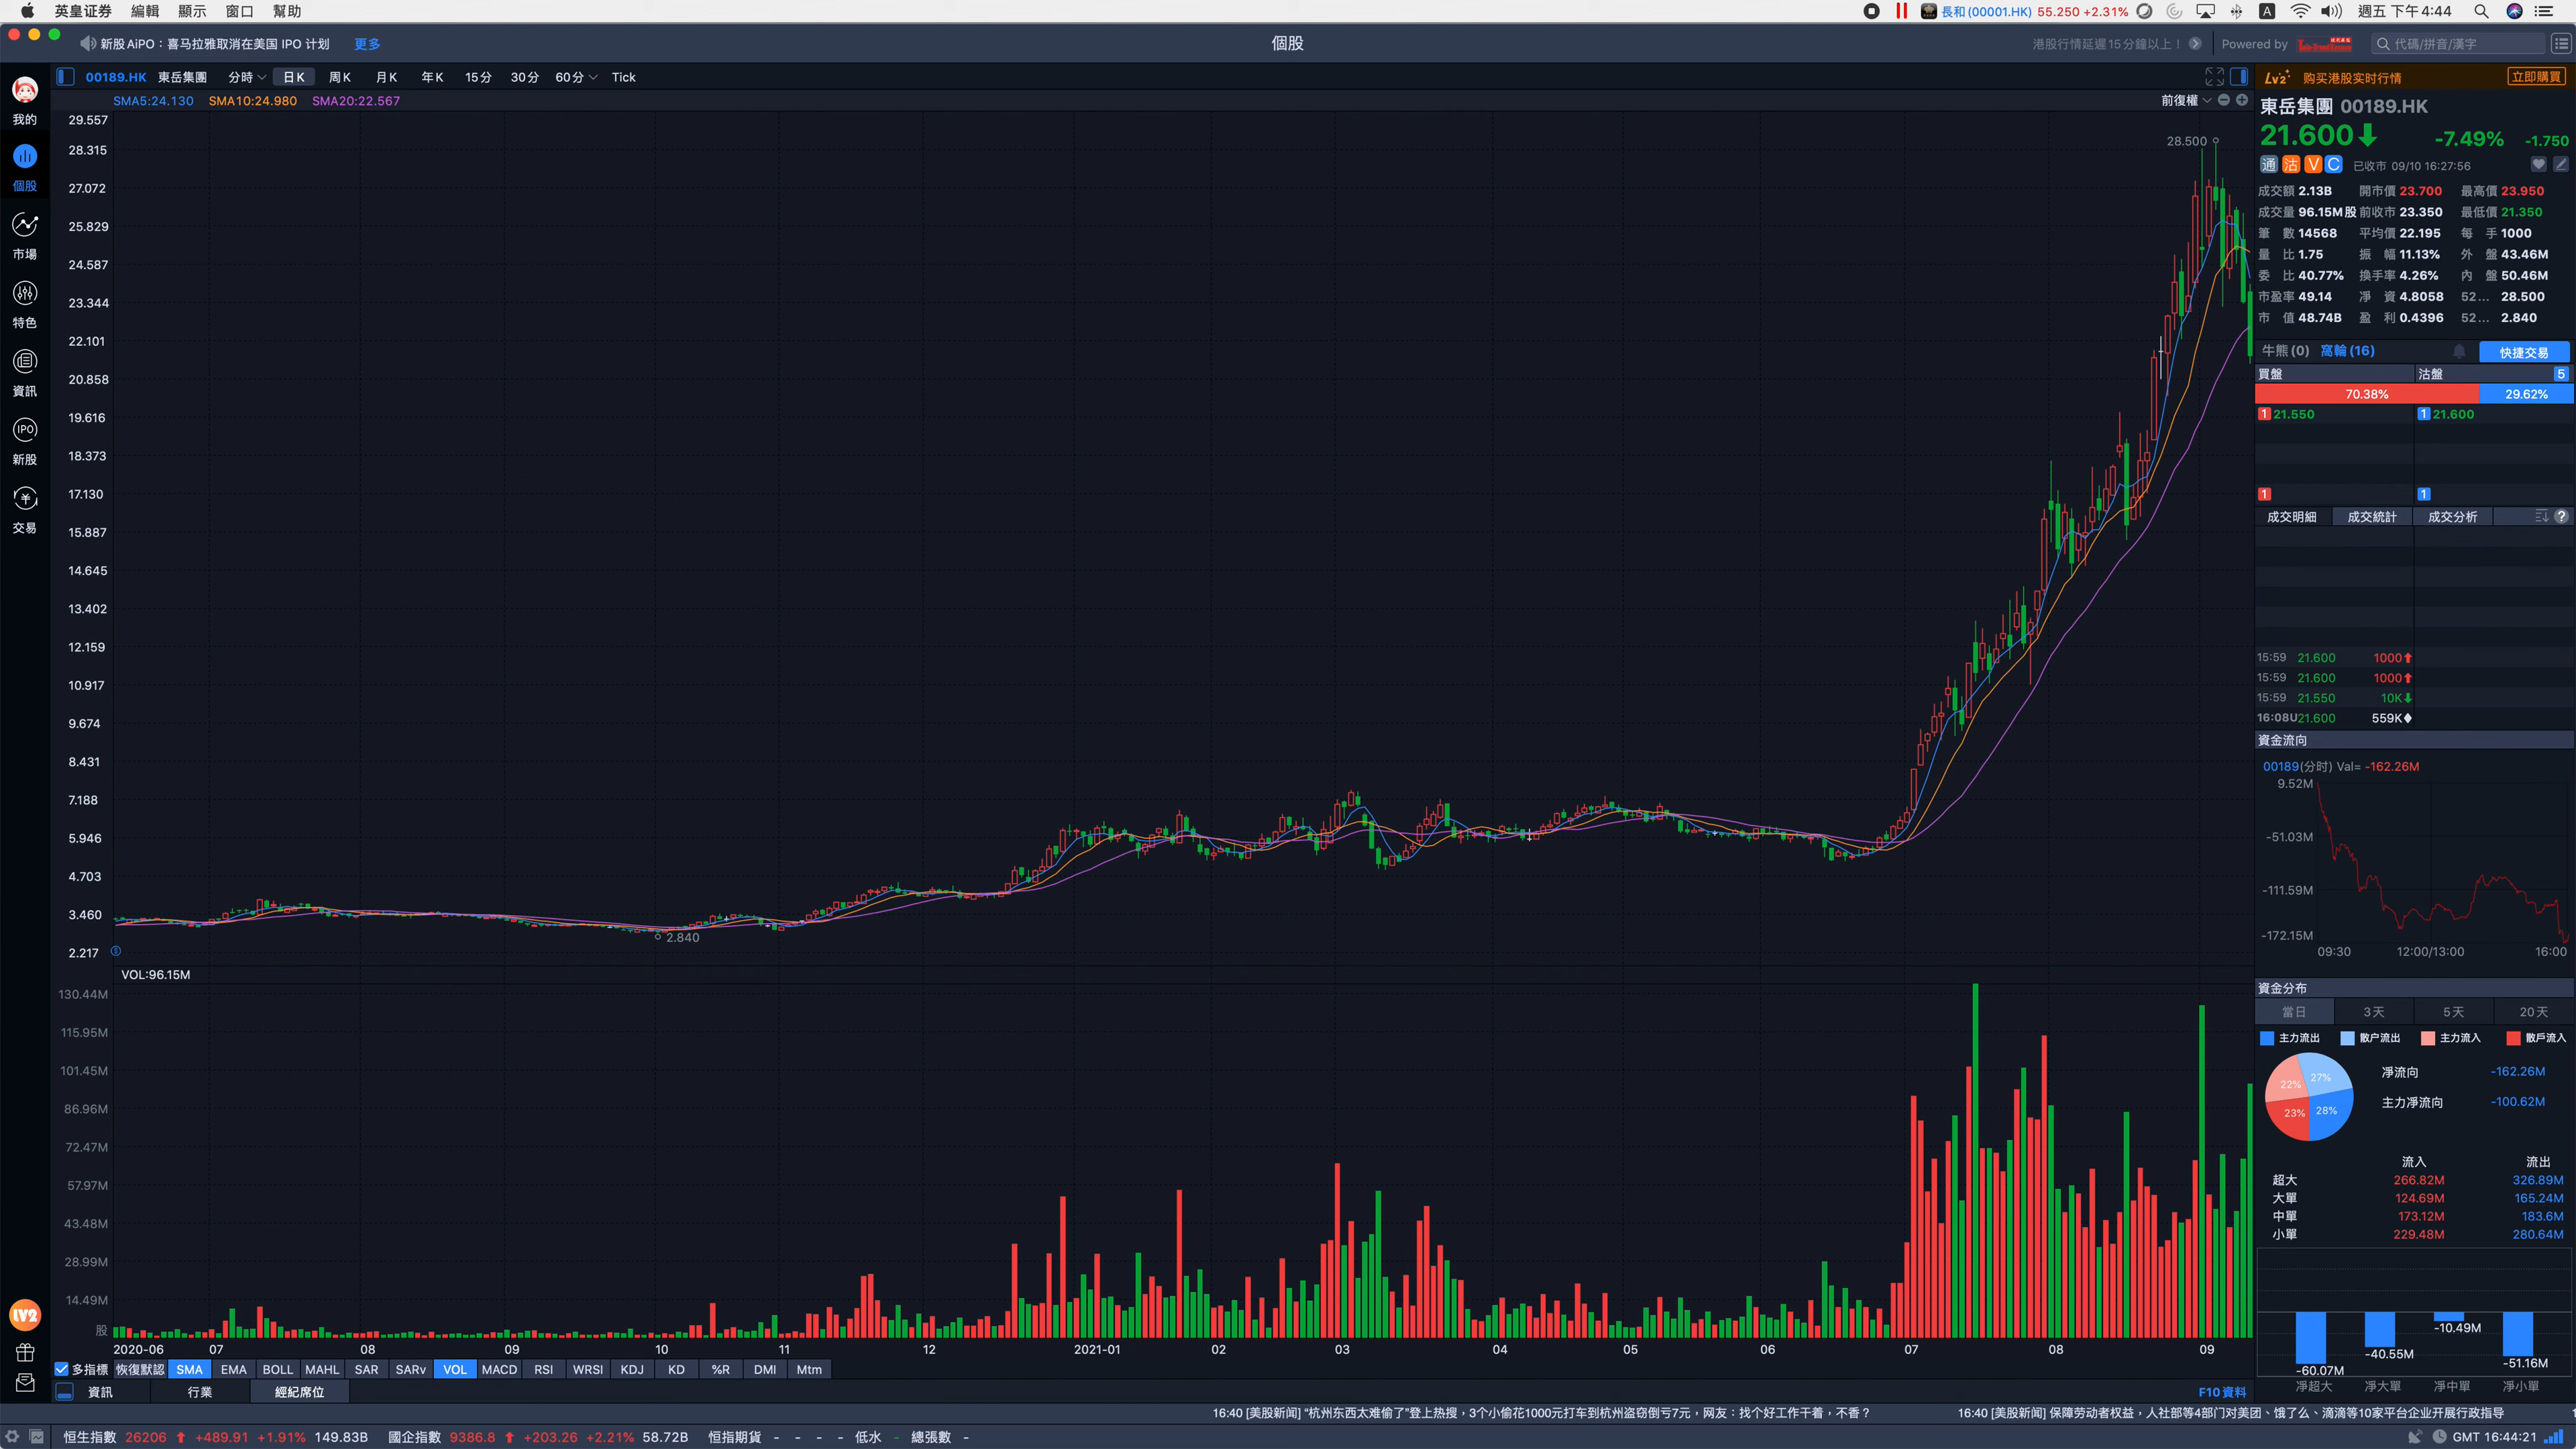 英皇证券 編輯 顯示 窗口 幫助 長和(00001.HK) 55.250 +2.31% A 週五 下午4:44
新股AiPO：喜马拉雅取消在美国 IPO 计划 更多 個股 港股行情延遲15分鐘以上！ Powered by 代碼/拼音/漢字
00189.HK 東岳集團 分時 日K 周K 月K 年K 15分 30分 60分 Tick
SMA5:24.130 SMA10:24.980 SMA20:22.567 前復權
我的
個股
市場
特色
資訊
IPO
新股
交易
LV2
29.557
28.315
27.072
25.829
24.587
23.344
22.101
20.858
19.616
18.373
17.130
15.887
14.645
13.402
12.159
10.917
9.674
8.431
7.188
5.946
4.703
3.460
2.217
28.500
2.840
VOL:96.15M
130.44M
115.95M
101.45M
86.96M
72.47M
57.97M
43.48M
28.99M
14.49M
股
2020-06 07 08 09 10 11 12 2021-01 02 03 04 05 06 07 08 09
多指標 恢復默認 SMA EMA BOLL MAHL SAR SARv VOL MACD RSI WRSI KDJ KD %R DMI Mtm
資訊 行業 經紀席位 F10資料
Lv2 购买港股实时行情 立即購買
東岳集團 00189.HK
21.600 -7.49% -1.750
通 沽 V C 已收市 09/10 16:27:56
成交額 2.13B 開市價 23.700 最高價 23.950
成交量 96.15M股 前收市 23.350 最低價 21.350
筆 數 14568 平均價 22.195 每 手 1000
量 比 1.75 振 幅 11.13% 外 盤 43.46M
委 比 40.77% 換手率 4.26% 內 盤 50.46M
市盈率 49.14 淨 資 4.8058 52... 28.500
市 值 48.74B 盈 利 0.4396 52... 2.840
牛熊(0) 窩輪(16) 快捷交易
買盤 沽盤 5
70.38% 29.62%
1 21.550 1 21.600
1 1
成交明細 成交統計 成交分析 ?
15:59 21.600 1000
15:59 21.600 1000
15:59 21.550 10K
16:08U 21.600 559K
資金流向
00189(分时) Val= -162.26M
9.52M
-51.03M
-111.59M
-172.15M
09:30 12:00/13:00 16:00
資金分布
當日 3天 5天 20天
主力流出 散户流出 主力流入 散戶流入
22% 27%
23% 28%
淨流向 -162.26M
主力淨流向 -100.62M
流入 流出
超大 266.82M 326.89M
大單 124.69M 165.24M
中單 173.12M 183.6M
小單 229.48M 280.64M
-60.07M -40.55M -10.49M -51.16M
淨超大 淨大單 淨中單 淨小單
16:40 [美股新闻] “杭州东西太难偷了”登上热搜，3个小偷花1000元打车到杭州盗窃倒亏7元，网友：找个好工作干着，不香？ 16:40 [美股新闻] 保障劳动者权益，人社部等4部门对美团、饿了么、滴滴等10家平台企业开展行政指导
恒生指數 26206 +489.91 +1.91% 149.83B 國企指數 9386.8 +203.26 +2.21% 58.72B 恒指期貨 - - - - 低水 - 總張數 - GMT 16:44:21